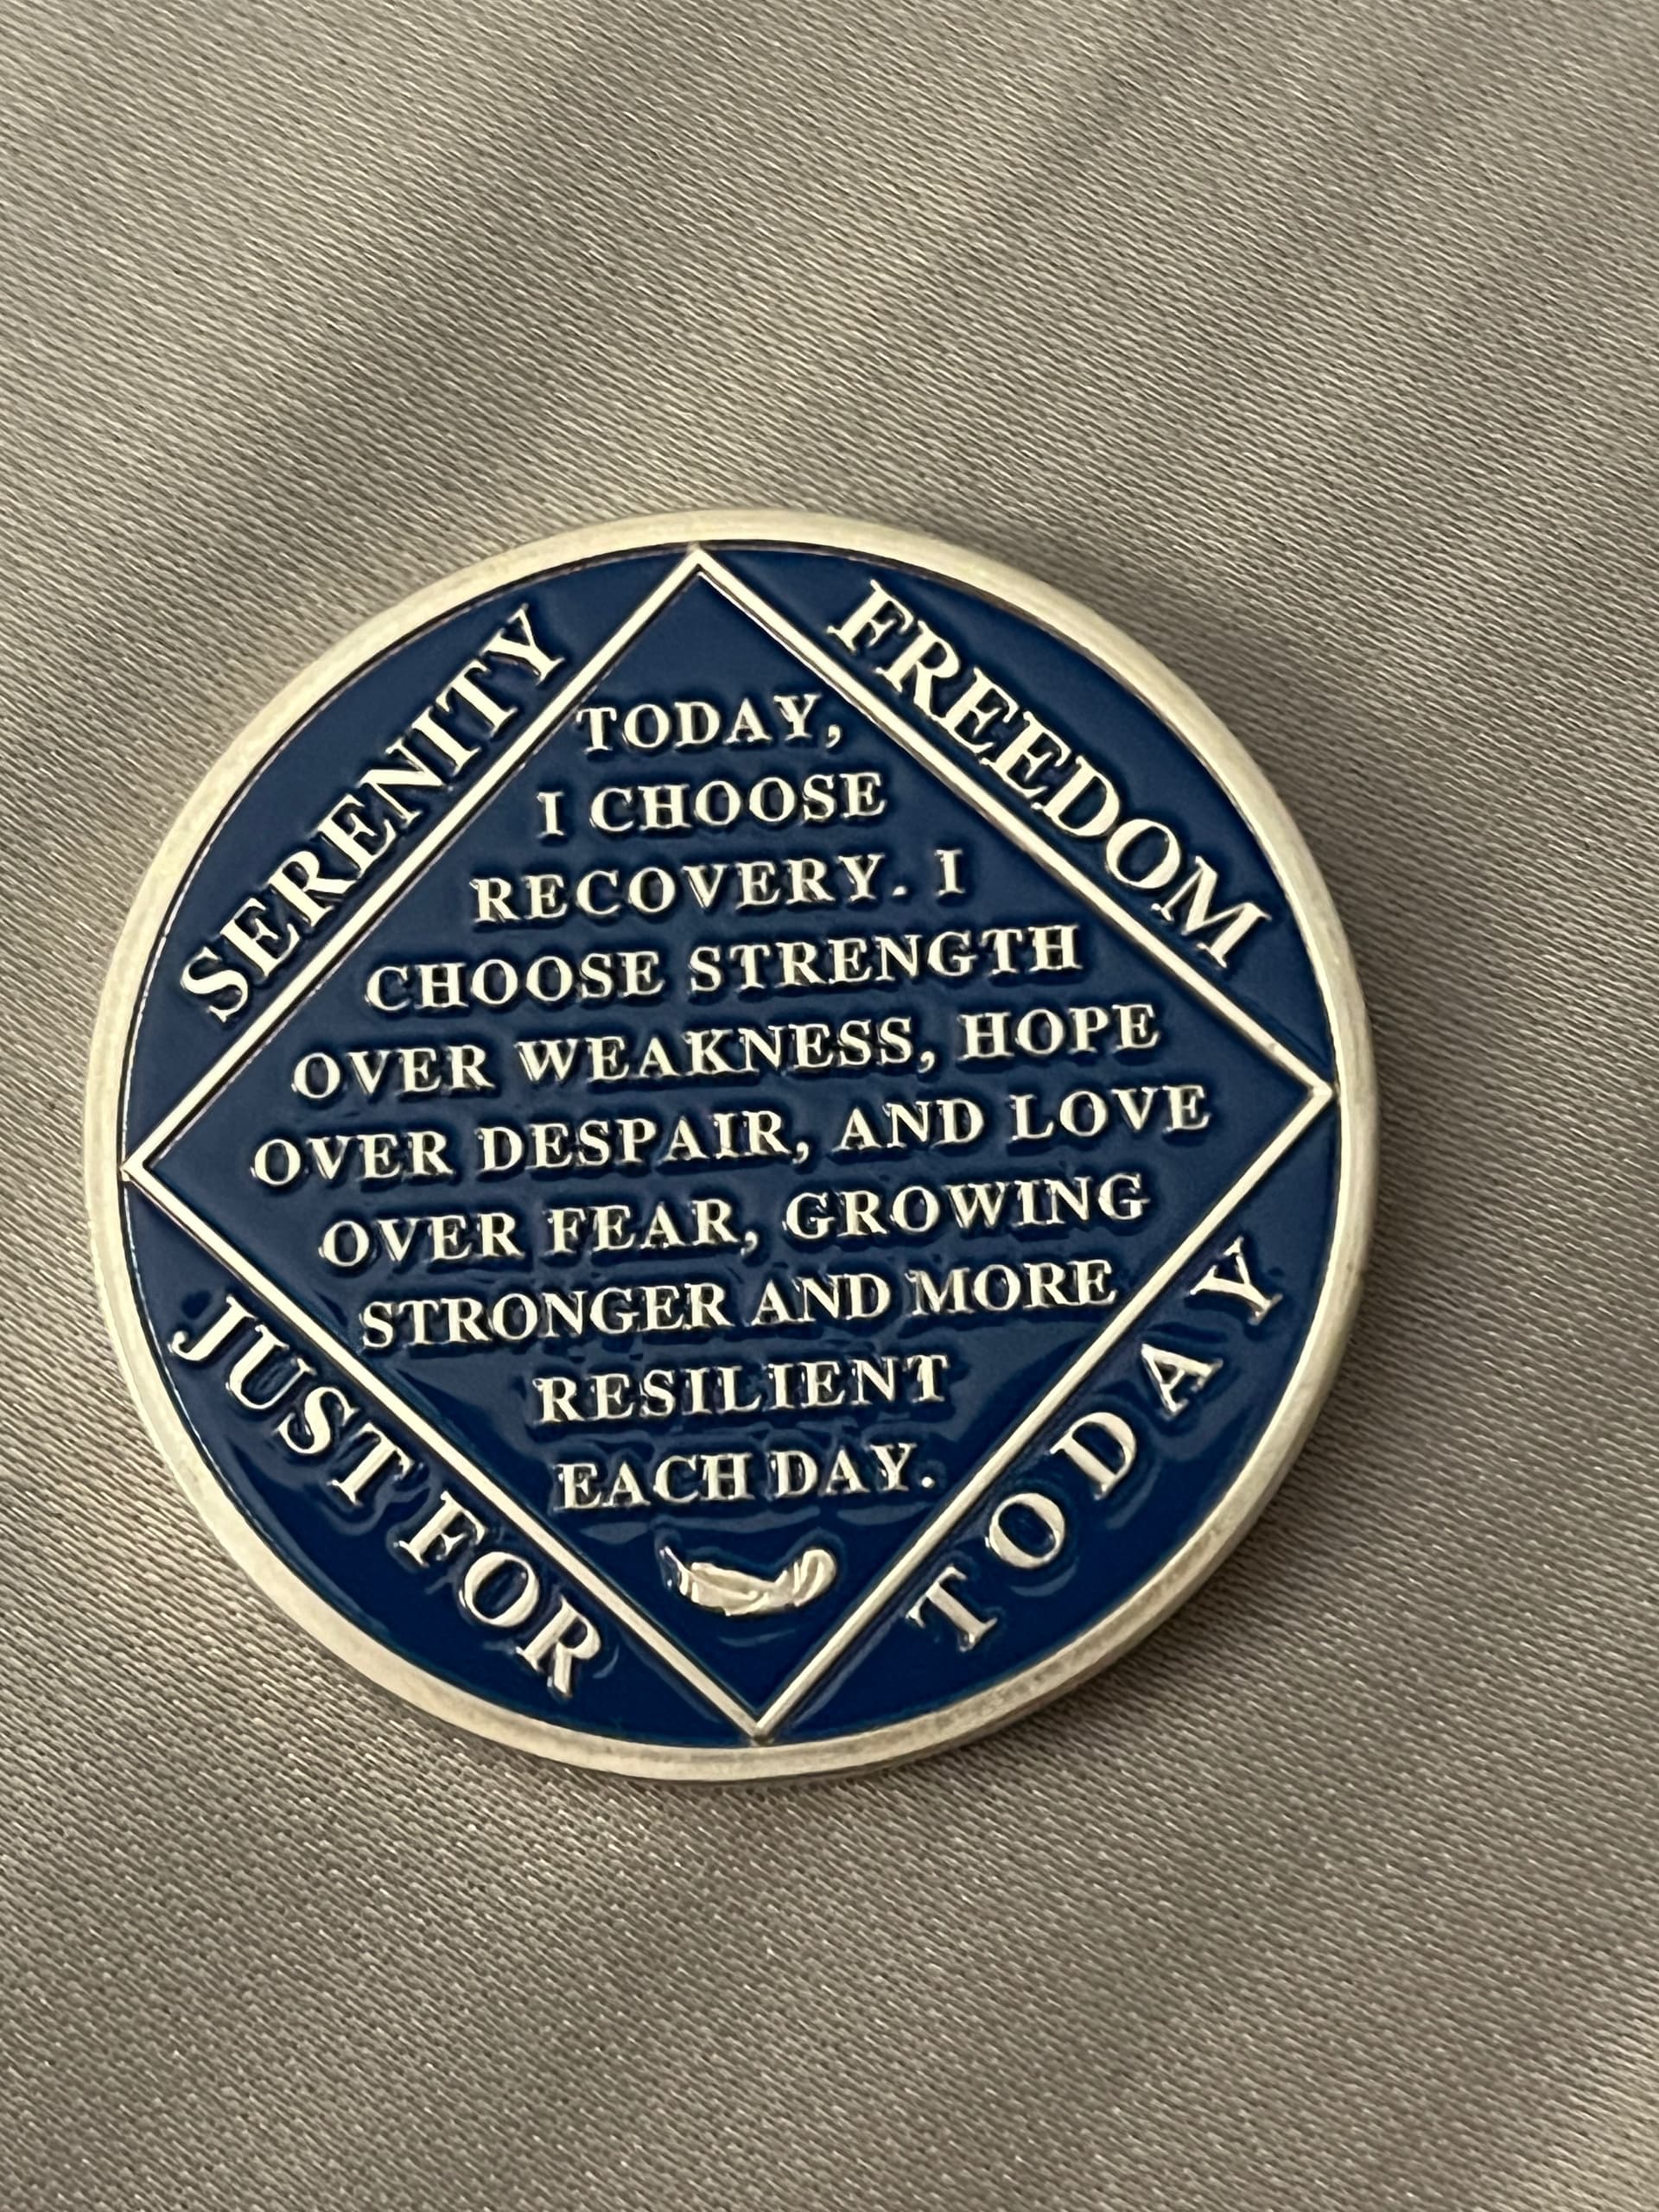 SERENITY
FREEDOM
TODAY,
I CHOOSE
RECOVERY. I
CHOOSE STRENGTH
OVER WEAKNESS, HOPE
OVER DESPAIR, AND LOVE
OVER FEAR, GROWING
STRONGER AND MORE
RESILIENT
EACH DAY.
JUST FOR
TODAY